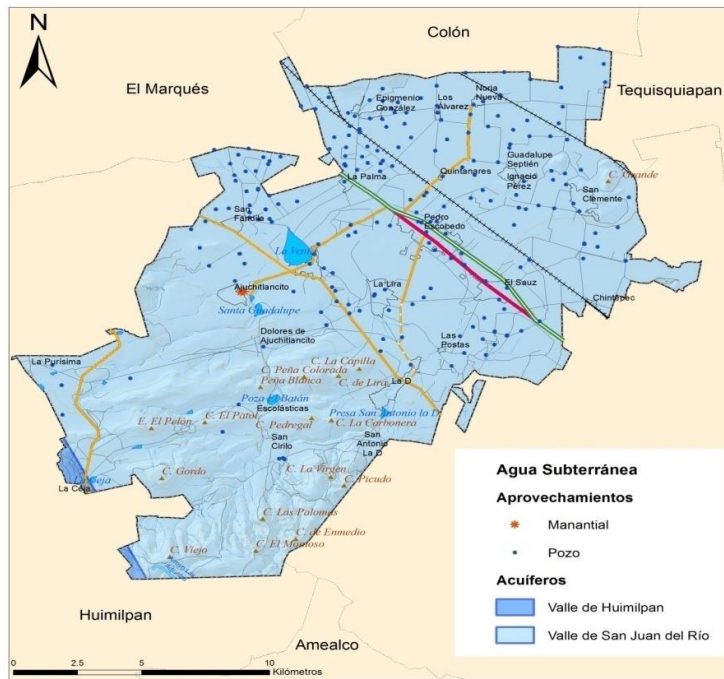 N
Colón
El Marqués
Tequisquiapan
Epigmenio
González
Los
Álvarez
Noria
Nueva
Guadalupe
Septién
Ignacio
Pérez
C. Grande
San
Clemente
La Palma
Quintanares
San
Fandila
Pedro
Escobedo
La Venta
La Lira
El Sauz
Chintepec
Ajuchitlancito
Santa Guadalupe
Dolores de
Ajuchitlancito
Las
Postas
La Purísima
C. La Capilla
C. Peña Colorada
Peña Blanca
C. de Lira
La D
Poza El Batán
Escolásticas
E. El Pelón
C. El Patol
C. Pedregal
Presa San Antonio la D
C. La Carbonera
San
Cirilo
San
Antonio
La D
C. Gordo
C. La Virgen
C. Picudo
La Ceja
C. Las Palomas
C. de Enmedio
C. El Montoso
C. Viejo
Huimilpan
Amealco
0 2.5 5 10
Kilómetros
Agua Subterránea
Aprovechamientos
Manantial
Pozo
Acuíferos
Valle de Huimilpan
Valle de San Juan del Río